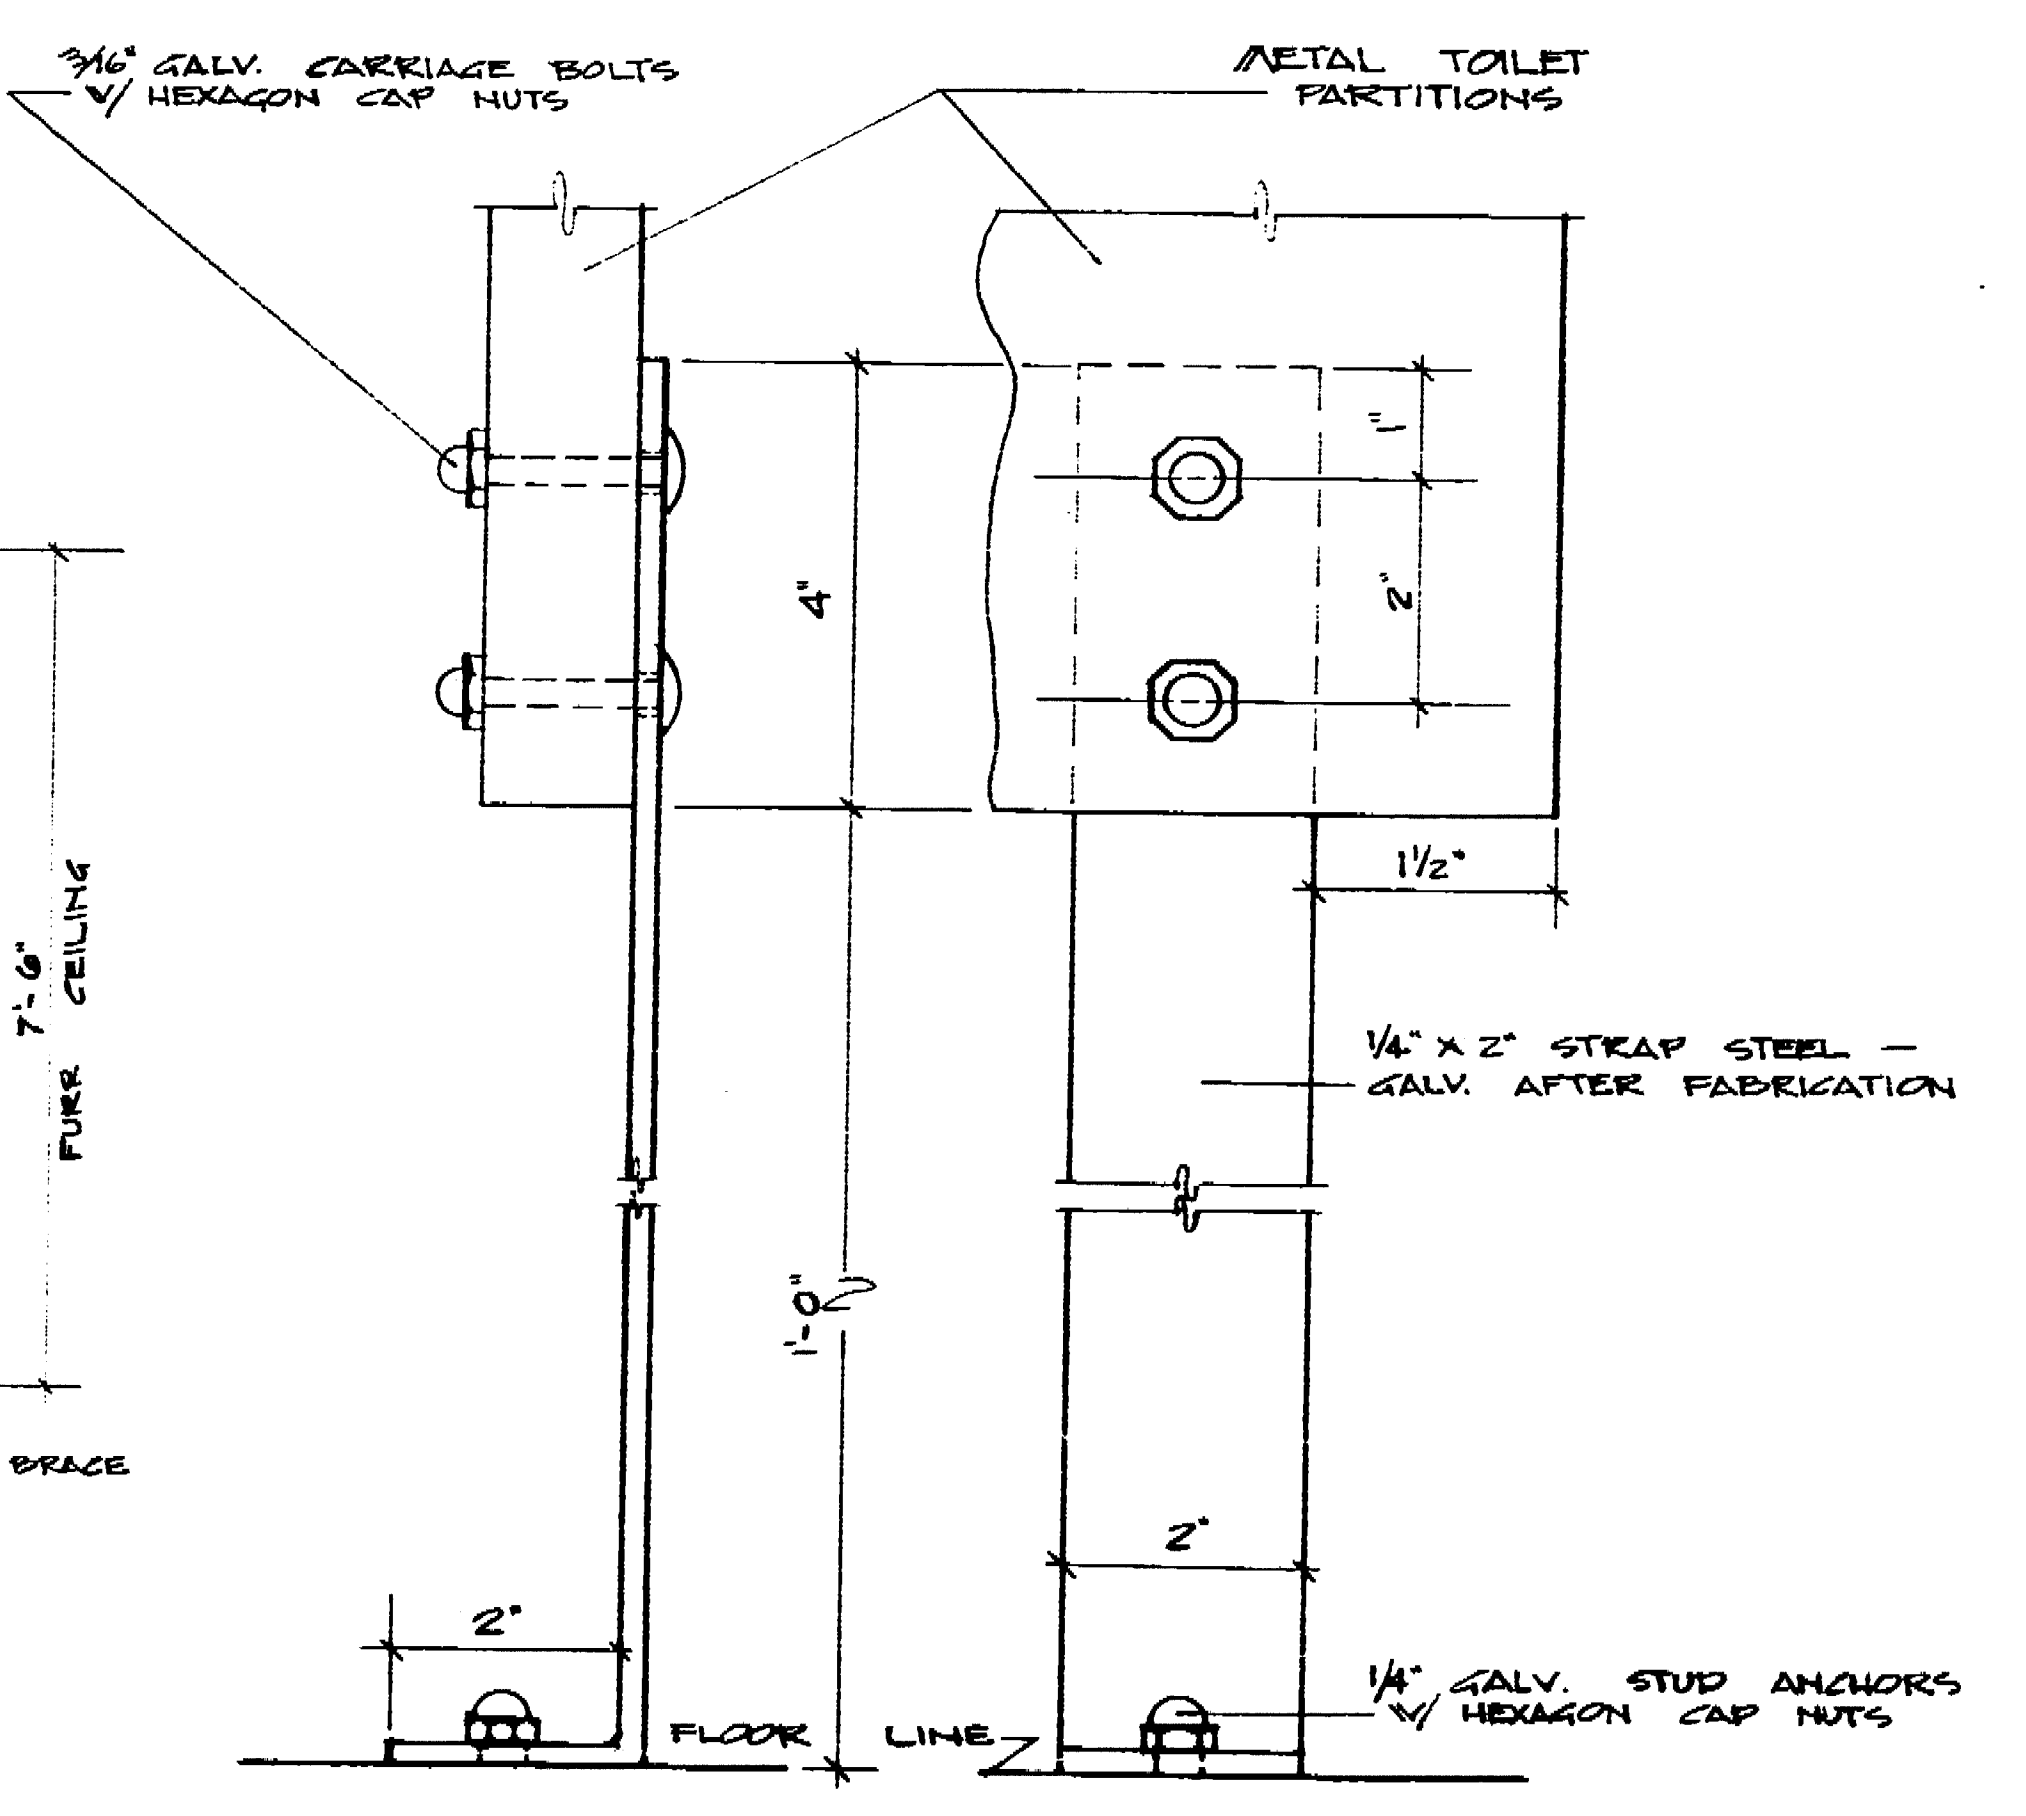 3/16" GALV. CARRIAGE BOLTS
W/ HEXAGON CAP NUTS
METAL TOILET
PARTITIONS
1"
4"
2"
1 1/2"
7'-6"
FURR CEILING
1/4" X 2" STRAP STEEL —
GALV. AFTER FABRICATION
1'-0"
BRACE
2"
2"
1/4" GALV. STUD ANCHORS
W/ HEXAGON CAP NUTS
FLOOR LINE